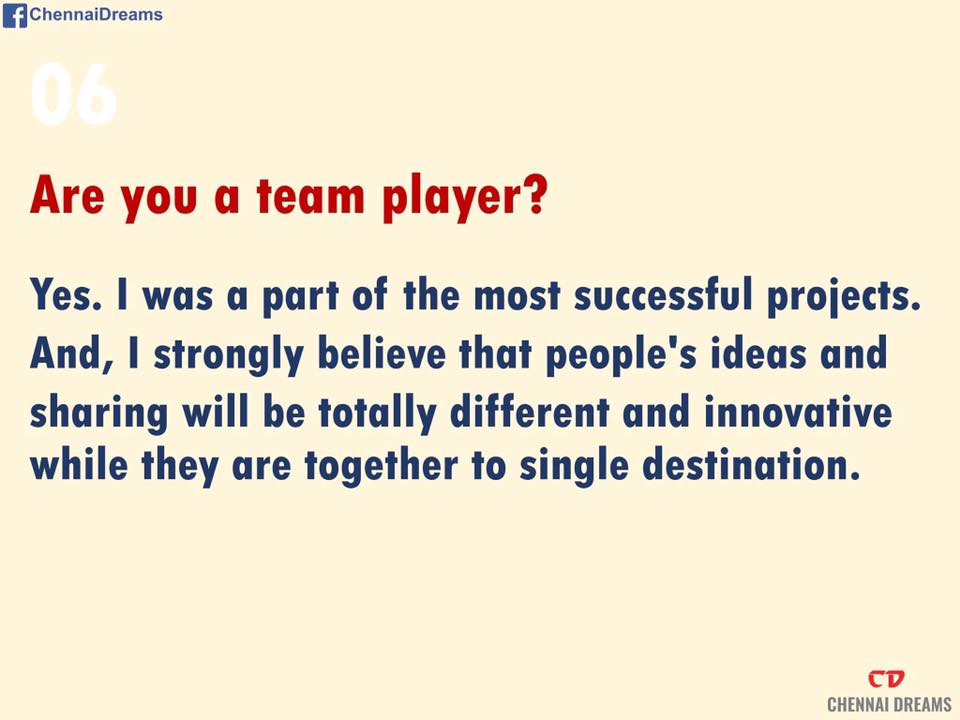 ChennaiDreams
06
Are you a team player?
Yes. I was a part of the most successful projects.
And, I strongly believe that people's ideas and
sharing will be totally different and innovative
while they are together to single destination.
CD
CHENNAI DREAMS